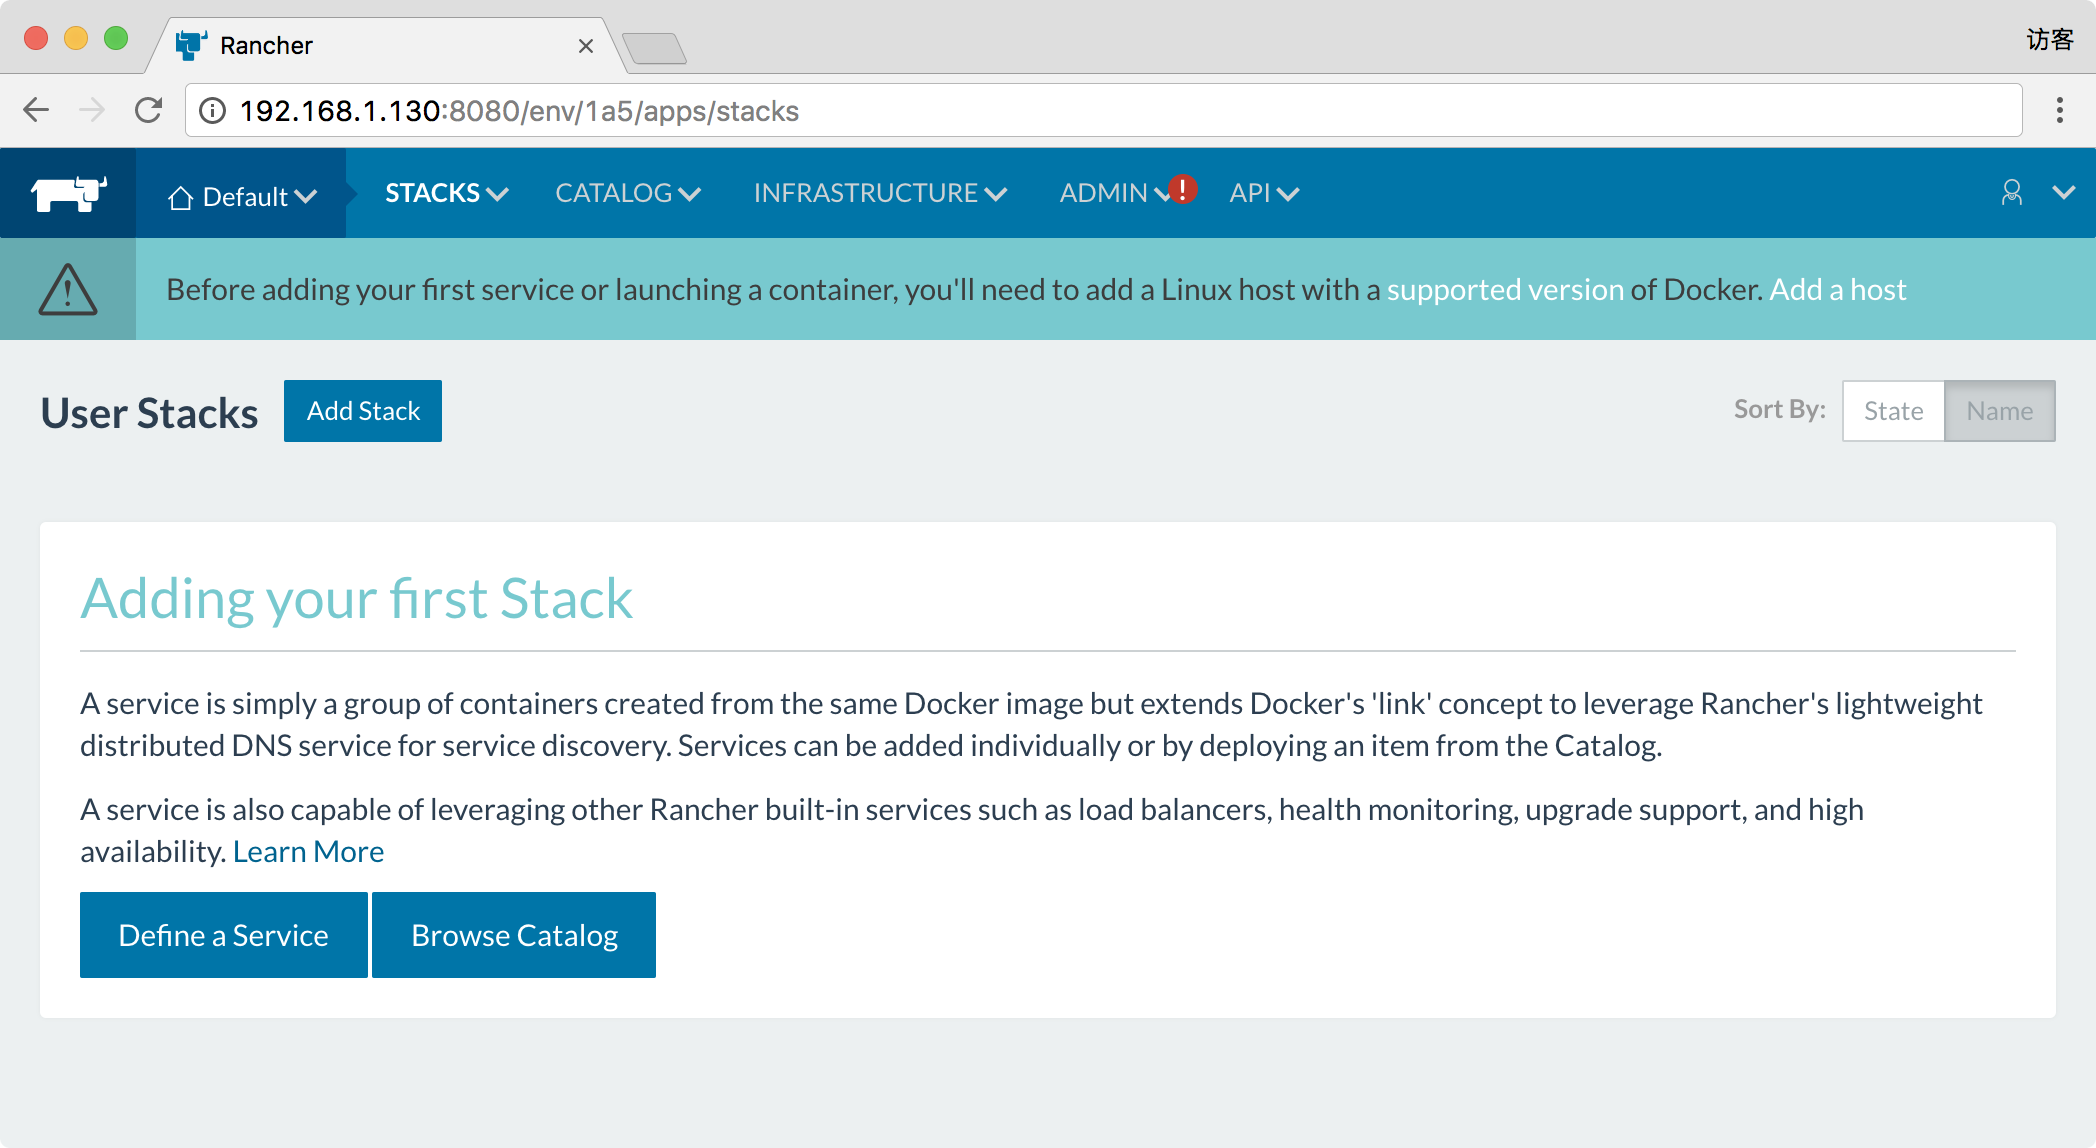 Rancher
访客
192.168.1.130:8080/env/1a5/apps/stacks
Default STACKS CATALOG INFRASTRUCTURE ADMIN ! API
Before adding your first service or launching a container, you'll need to add a Linux host with a supported version of Docker. Add a host
User Stacks Add Stack Sort By: State Name
Adding your first Stack
A service is simply a group of containers created from the same Docker image but extends Docker's 'link' concept to leverage Rancher's lightweight
distributed DNS service for service discovery. Services can be added individually or by deploying an item from the Catalog.
A service is also capable of leveraging other Rancher built-in services such as load balancers, health monitoring, upgrade support, and high
availability. Learn More
Define a Service Browse Catalog